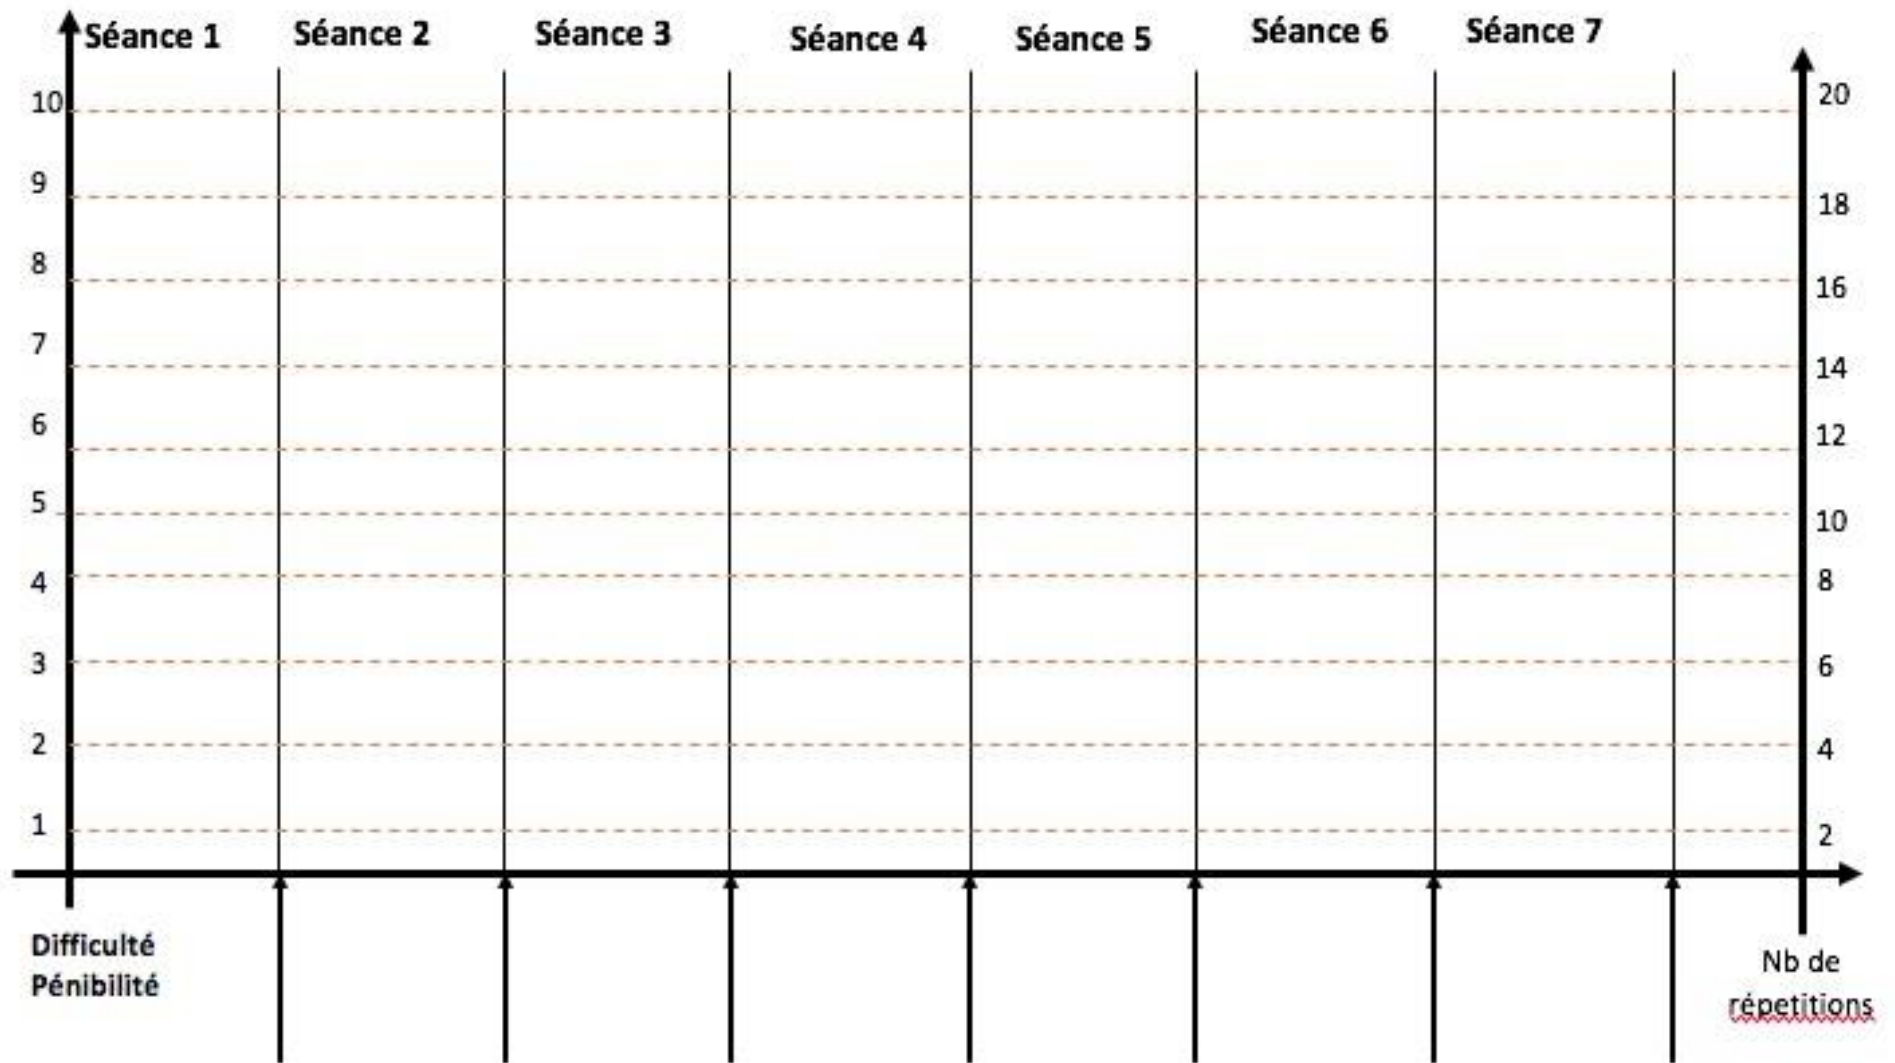 Séance 1 Séance 2 Séance 3 Séance 4 Séance 5 Séance 6 Séance 7
10 20
9 18
8 16
7 14
6 12
5 10
4 8
3 6
2 4
1 2
Difficulté
Pénibilité
Nb de
répetitions